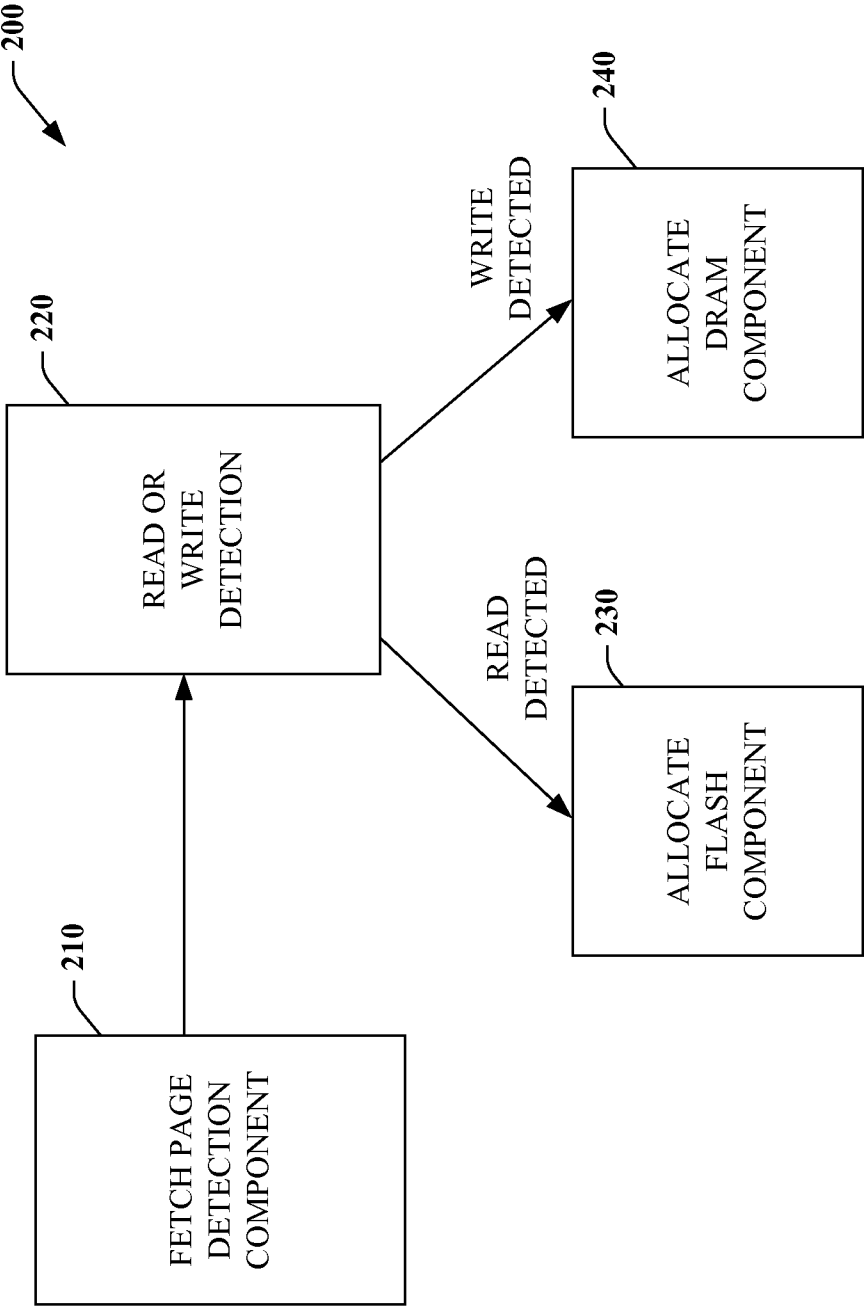 200
210
FETCH PAGE
DETECTION
COMPONENT
220
READ OR
WRITE
DETECTION
READ
DETECTED
WRITE
DETECTED
230
ALLOCATE
FLASH
COMPONENT
240
ALLOCATE
DRAM
COMPONENT